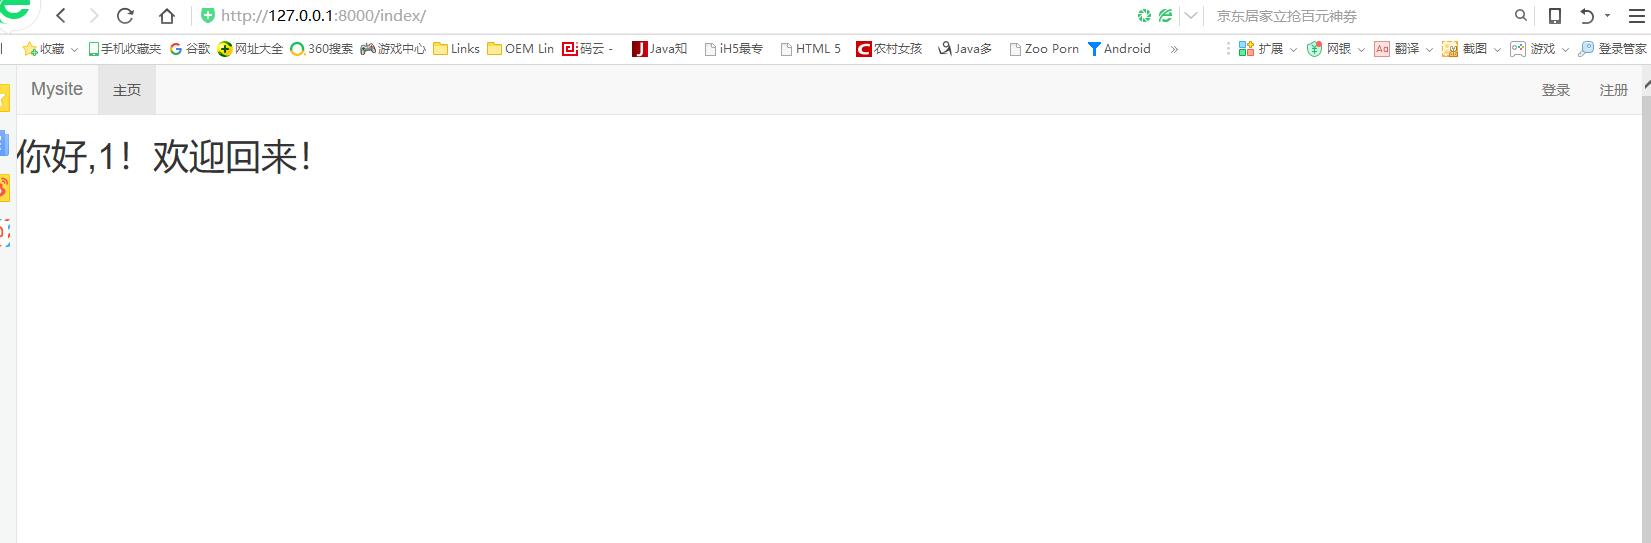 http://127.0.0.1:8000/index/ 京东居家立抢百元神券
收藏 手机收藏夹 谷歌 网址大全 360搜索 游戏中心 Links OEM Lin 码云 - Java知 iH5最专 HTML 5 农村女孩 Java多 Zoo Porn Android » 扩展 网银 Aa 翻译 截图 游戏 登录管家
Mysite 主页 登录 注册
你好,1！欢迎回来！